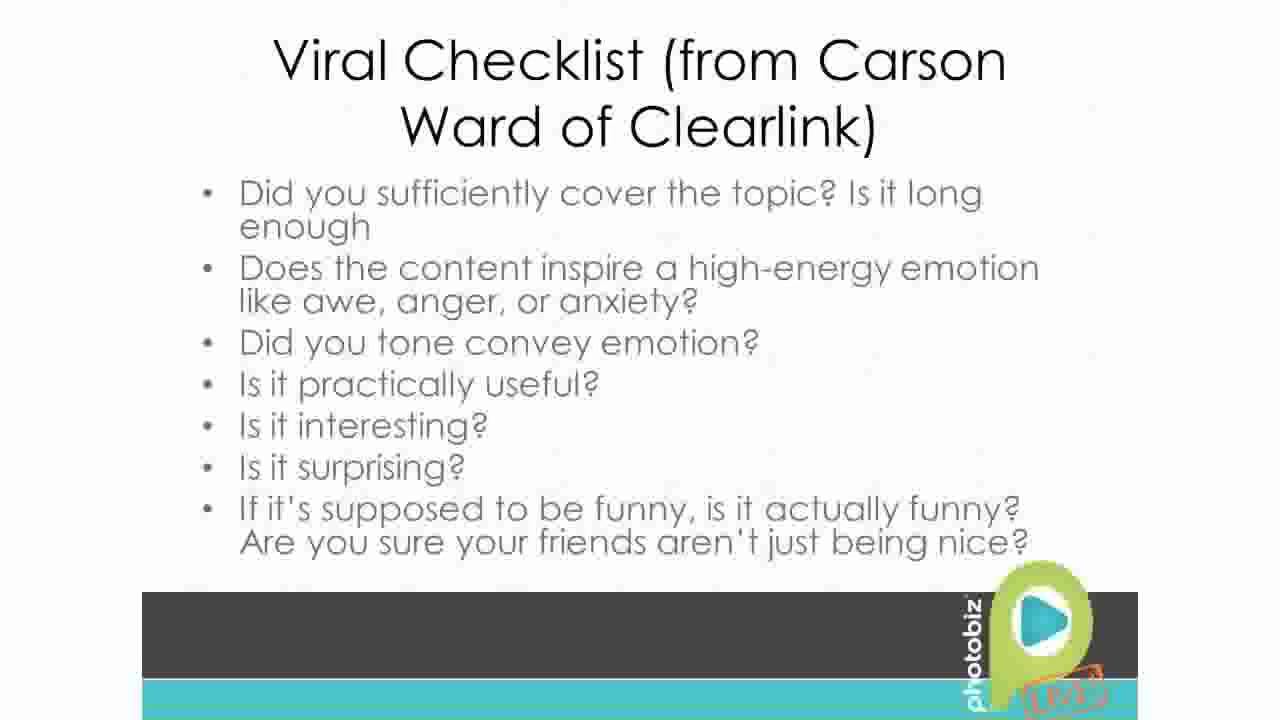 Viral Checklist (from Carson
Ward of Clearlink)
• Did you sufficiently cover the topic? Is it long
enough
• Does the content inspire a high-energy emotion
like awe, anger, or anxiety?
• Did you tone convey emotion?
• Is it practically useful?
• Is it interesting?
• Is it surprising?
• If it's supposed to be funny, is it actually funny?
Are you sure your friends aren't just being nice?
photobiz
LIVE